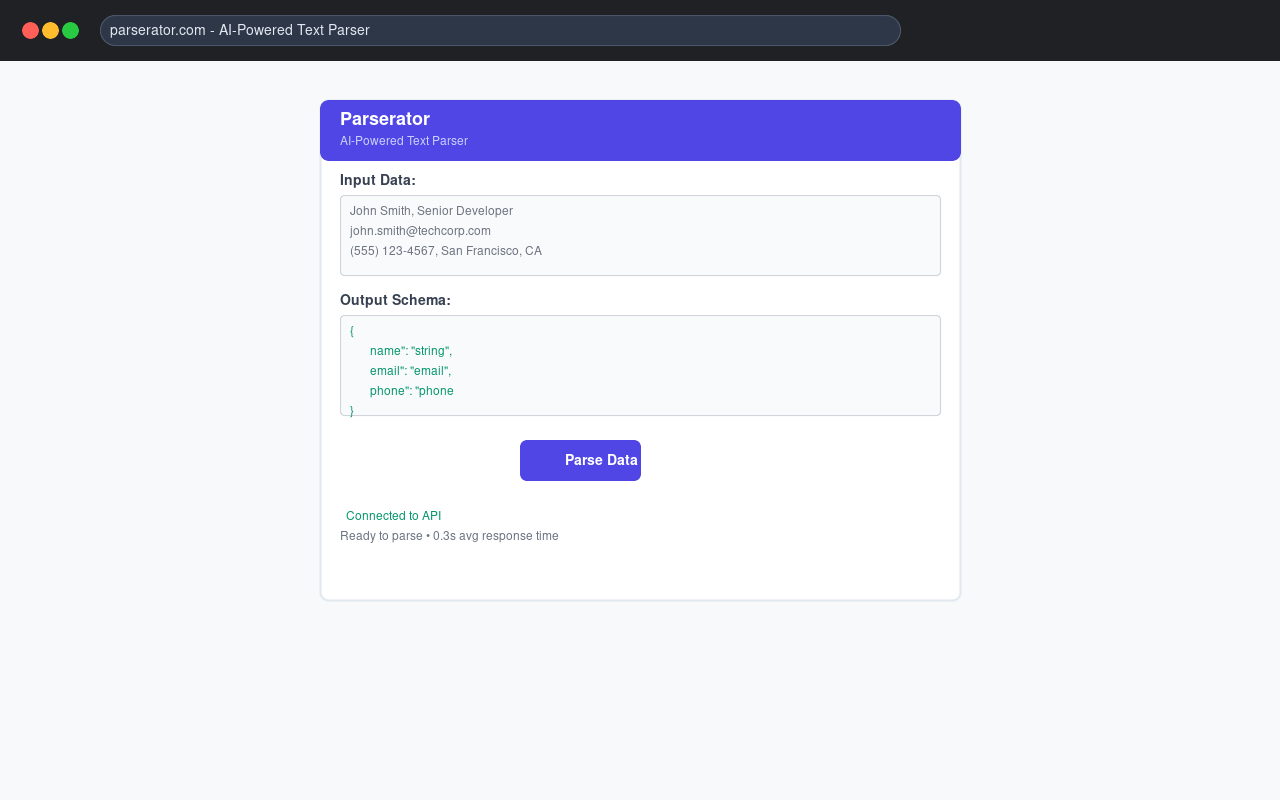 parserator.com - AI-Powered Text Parser
Parserator
AI-Powered Text Parser
Input Data:
John Smith, Senior Developer
john.smith@techcorp.com
(555) 123-4567, San Francisco, CA
Output Schema:
{
name": "string",
email": "email",
phone": "phone
}
Parse Data
Connected to API
Ready to parse • 0.3s avg response time